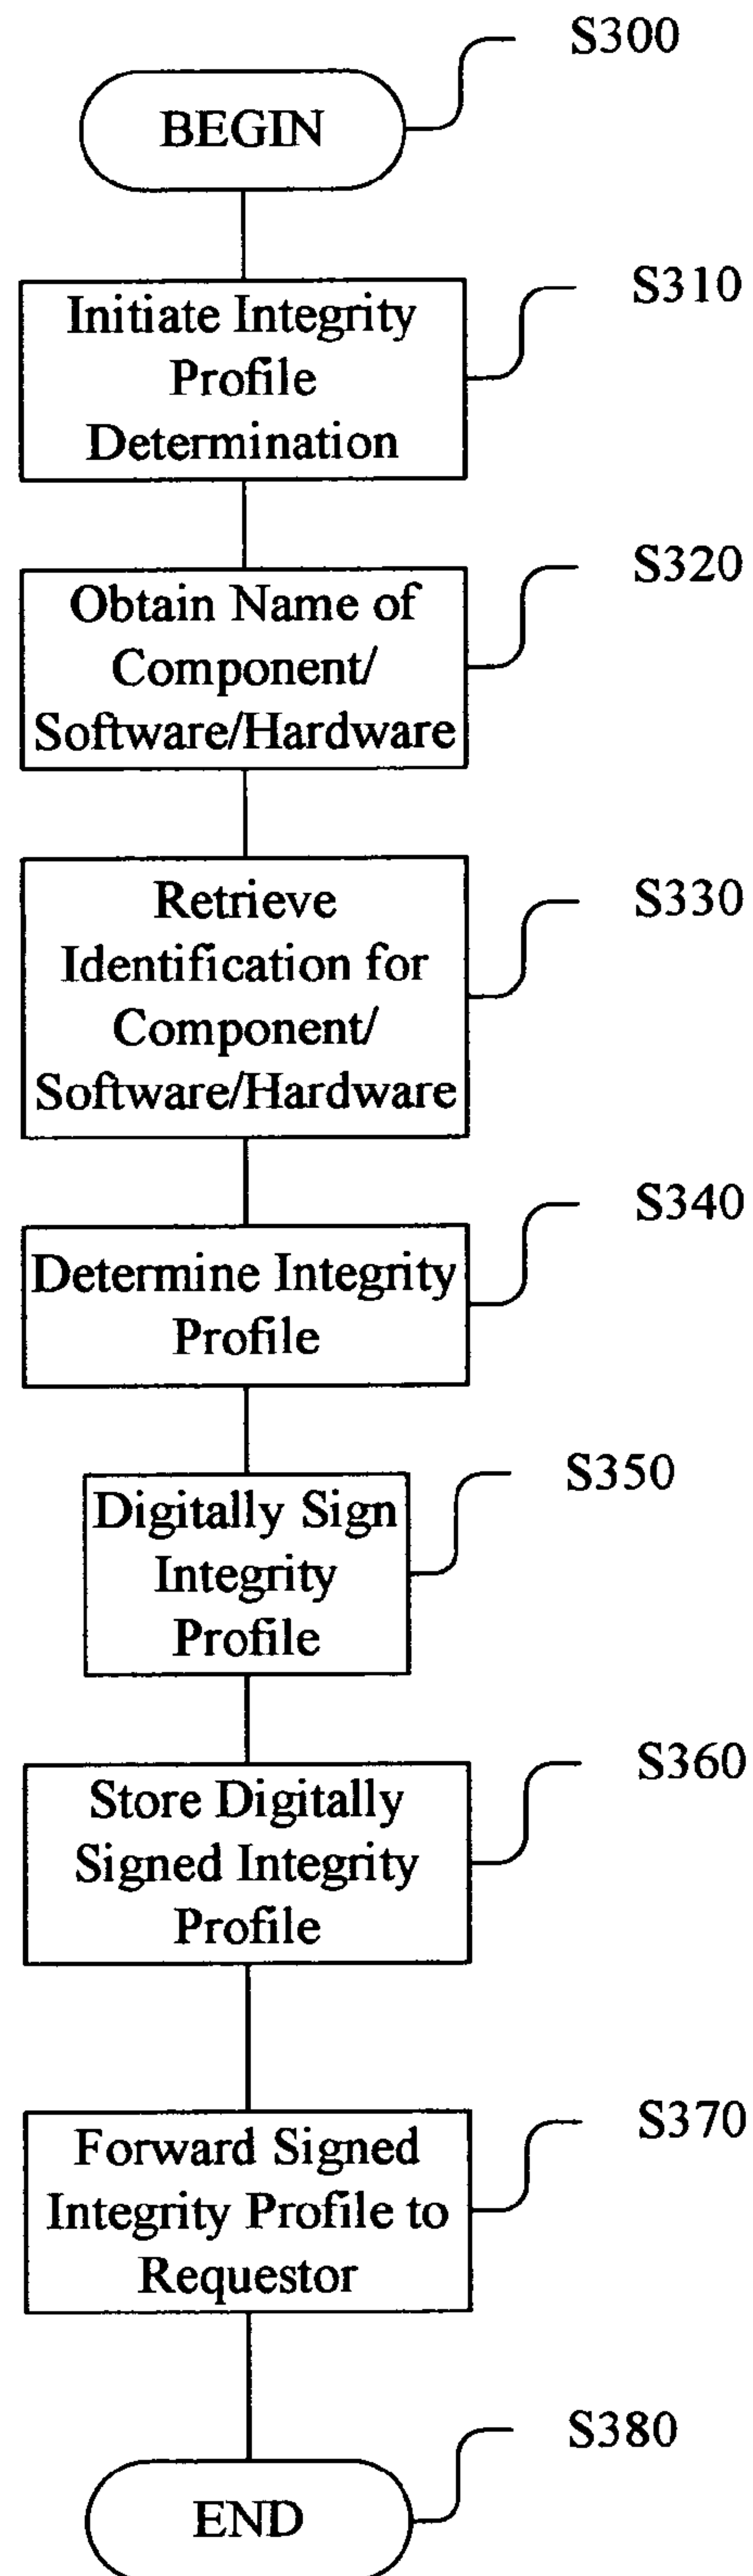 S300
BEGIN
S310
Initiate Integrity
Profile
Determination
S320
Obtain Name of
Component/
Software/Hardware
S330
Retrieve
Identification for
Component/
Software/Hardware
S340
Determine Integrity
Profile
S350
Digitally Sign
Integrity
Profile
S360
Store Digitally
Signed Integrity
Profile
S370
Forward Signed
Integrity Profile to
Requestor
S380
END